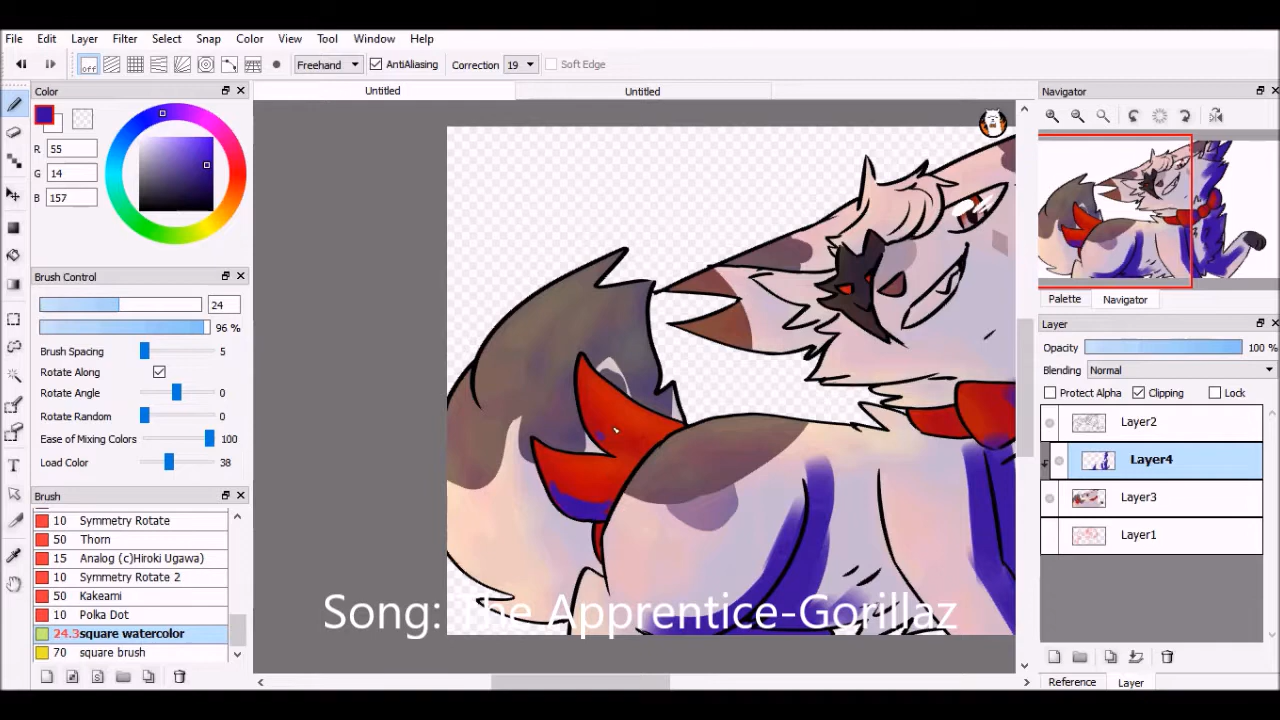 File Edit Layer Filter Select Snap Color View Tool Window Help
off Freehand AntiAliasing Correction 19 Soft Edge
Color Untitled Untitled Navigator
R 55
G 14
B 157
Brush Control
24
96 %
Brush Spacing 5
Rotate Along
Rotate Angle 0
Rotate Random 0
Ease of Mixing Colors 100
Load Color 38
Brush
10 Symmetry Rotate
50 Thorn
15 Analog (c)Hiroki Ugawa)
10 Symmetry Rotate 2
50 Kakeami
10 Polka Dot
24.3square watercolor
70 square brush
Palette Navigator
Layer
Opacity 100 %
Blending Normal
Protect Alpha Clipping Lock
Layer2
Layer4
Layer3
Layer1
Reference Layer
Song: The Apprentice-Gorillaz